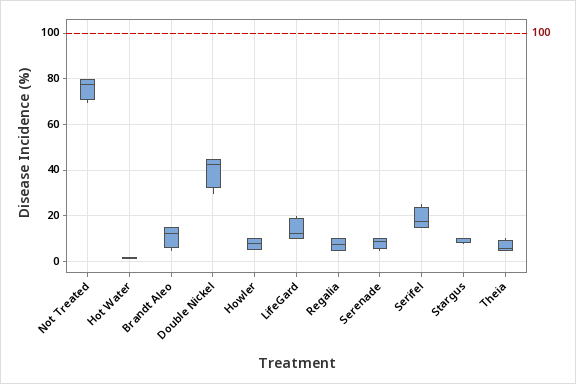 Disease Incidence (%)
100
80
60
40
20
0
100
Not Treated
Hot Water
Brandt Aleo
Double Nickel
Howler
LifeGard
Regalia
Serenade
Serifel
Stargus
Theia
Treatment